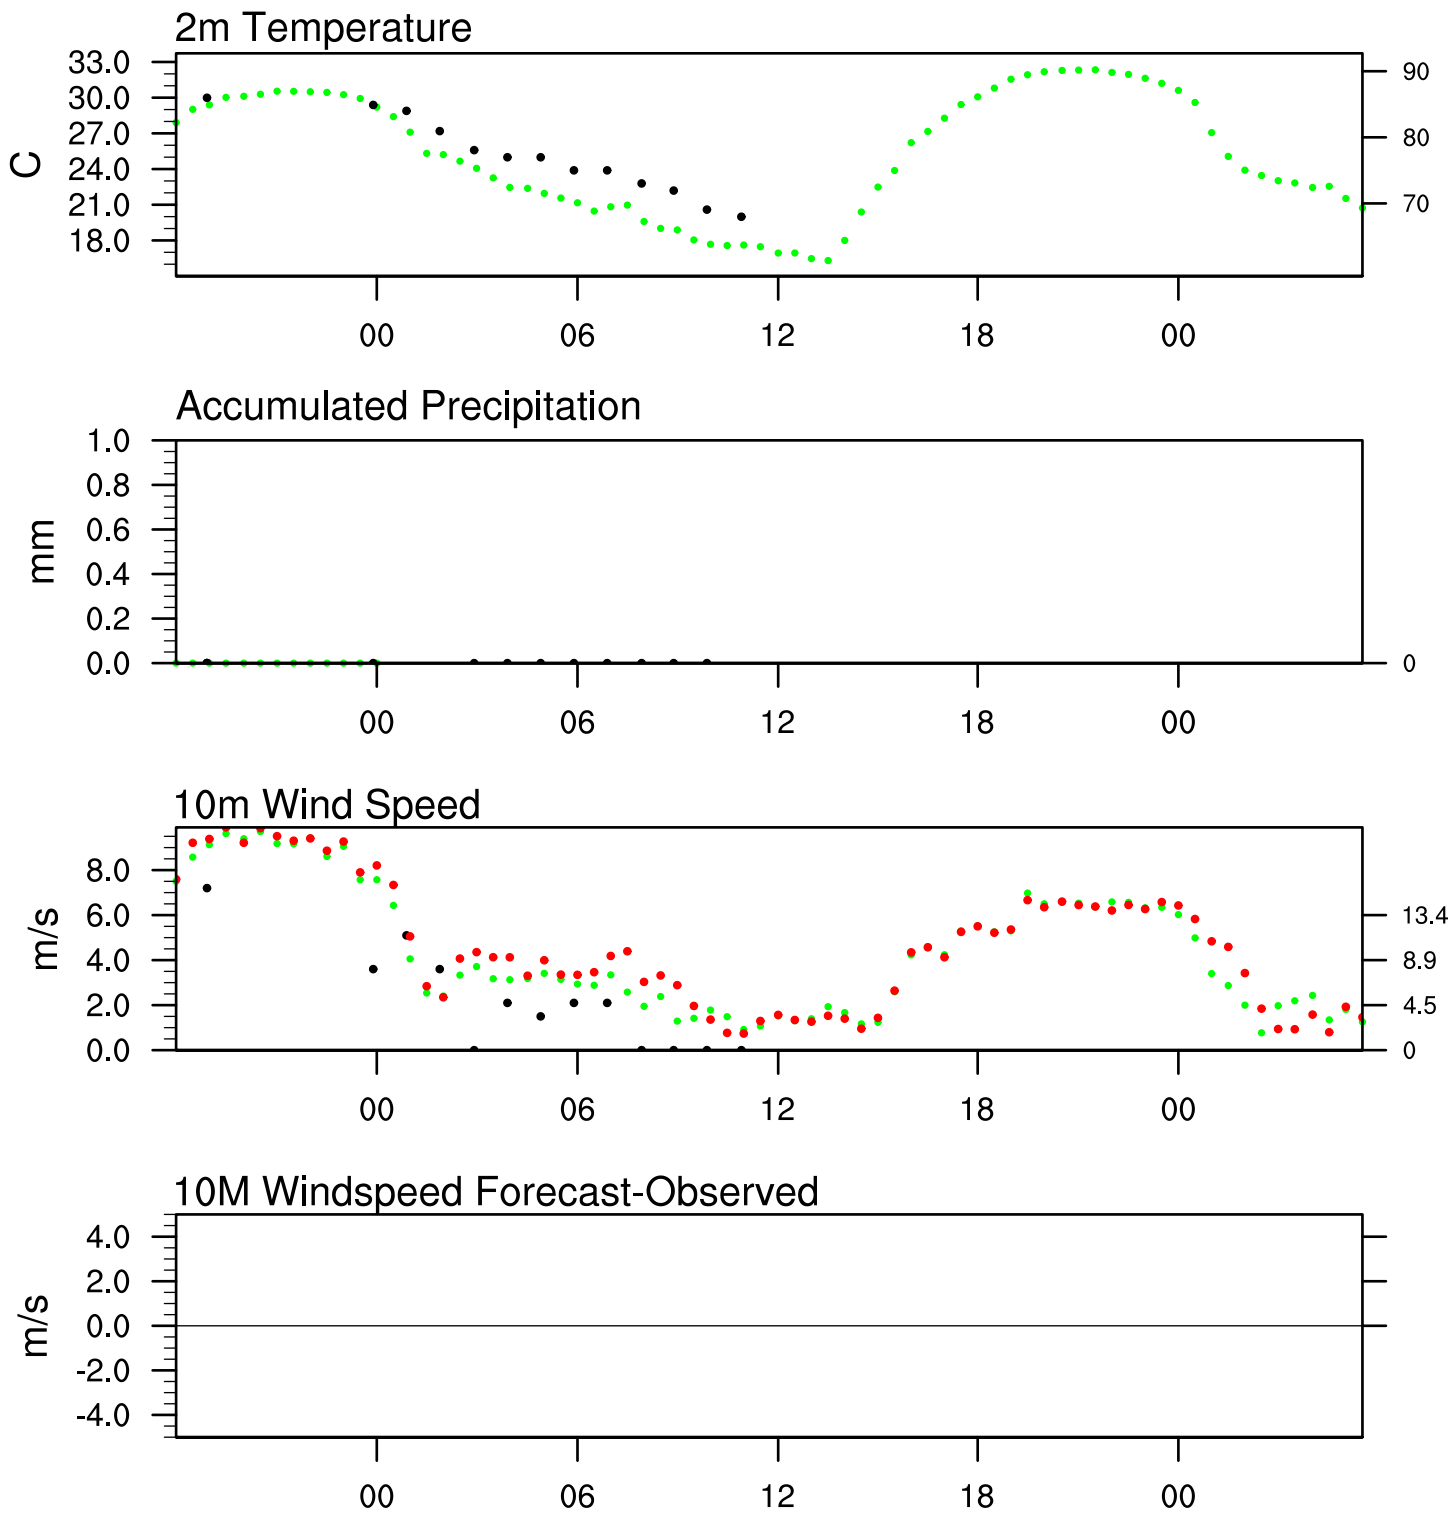 2m Temperature
33.0
30.0
27.0
24.0
21.0
18.0
C
90
80
70
00 06 12 18 00
Accumulated Precipitation
1.0
0.8
0.6
0.4
0.2
0.0
mm
0
00 06 12 18 00
10m Wind Speed
8.0
6.0
4.0
2.0
0.0
m/s
13.4
8.9
4.5
0
00 06 12 18 00
10M Windspeed Forecast-Observed
4.0
2.0
0.0
-2.0
-4.0
m/s
00 06 12 18 00